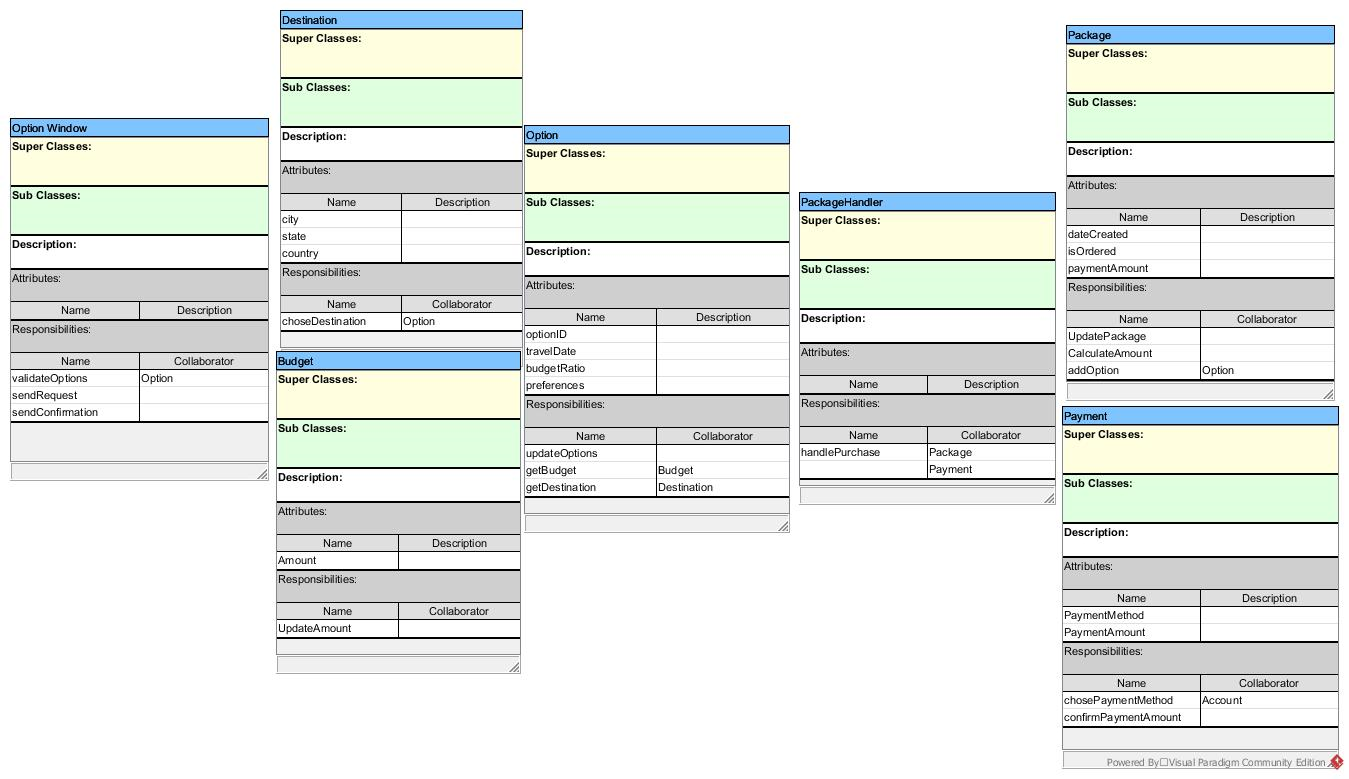 Option Window
Super Classes:
Sub Classes:
Description:
Attributes:
Name Description
Responsibilities:
Name Collaborator
validateOptions Option
sendRequest
sendConfirmation
Destination
Super Classes:
Sub Classes:
Description:
Attributes:
Name Description
city
state
country
Responsibilities:
Name Collaborator
choseDestination Option
Budget
Super Classes:
Sub Classes:
Description:
Attributes:
Name Description
Amount
Responsibilities:
Name Collaborator
UpdateAmount
Option
Super Classes:
Sub Classes:
Description:
Attributes:
Name Description
optionID
travelDate
budgetRatio
preferences
Responsibilities:
Name Collaborator
updateOptions
getBudget Budget
getDestination Destination
PackageHandler
Super Classes:
Sub Classes:
Description:
Attributes:
Name Description
Responsibilities:
Name Collaborator
handlePurchase Package
Payment
Package
Super Classes:
Sub Classes:
Description:
Attributes:
Name Description
dateCreated
isOrdered
paymentAmount
Responsibilities:
Name Collaborator
UpdatePackage
CalculateAmount
addOption Option
Payment
Super Classes:
Sub Classes:
Description:
Attributes:
Name Description
PaymentMethod
PaymentAmount
Responsibilities:
Name Collaborator
chosePaymentMethod Account
confirmPaymentAmount
Powered By□Visual Paradigm Community Edition